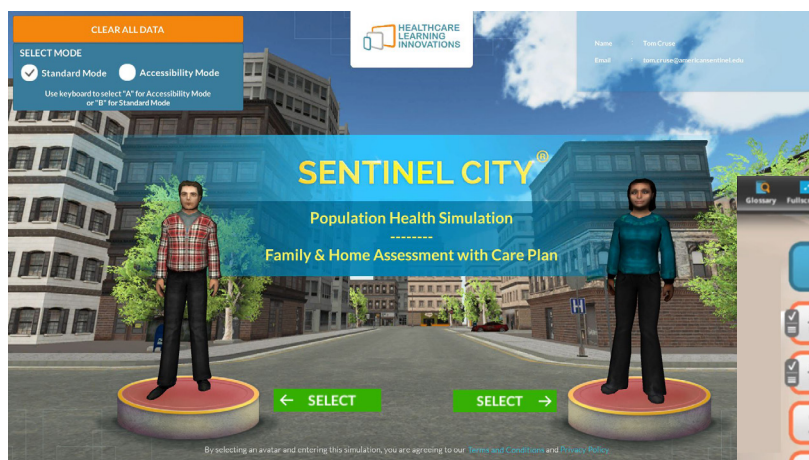 CLEAR ALL DATA
SELECT MODE
Standard Mode
Accessibility Mode
Use keyboard to select "A" for Accessibility Mode
or "B" for Standard Mode
HEALTHCARE
LEARNING
INNOVATIONS
Name Tom Cruse
Email tom.cruse@americansentinel.edu
SENTINEL CITY®
Population Health Simulation
--------
Family & Home Assessment with Care Plan
H
← SELECT
SELECT →
By selecting an avatar and entering this simulation, you are agreeing to our Terms and Conditions and Privacy Policy
Glossary